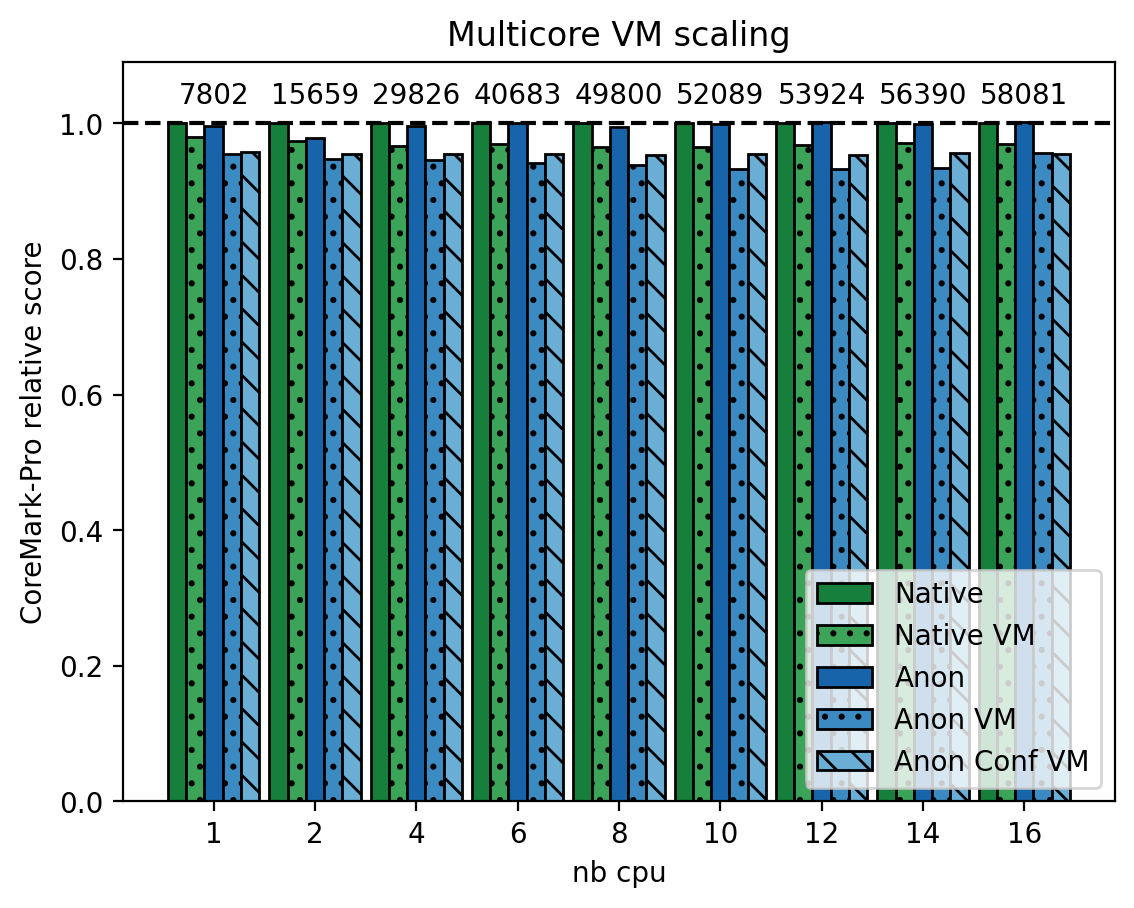 Multicore VM scaling
7802 15659 29826 40683 49800 52089 53924 56390 58081
CoreMark-Pro relative score
1.0
0.8
0.6
0.4
0.2
0.0
Native
Native VM
Anon
Anon VM
Anon Conf VM
1 2 4 6 8 10 12 14 16
nb cpu